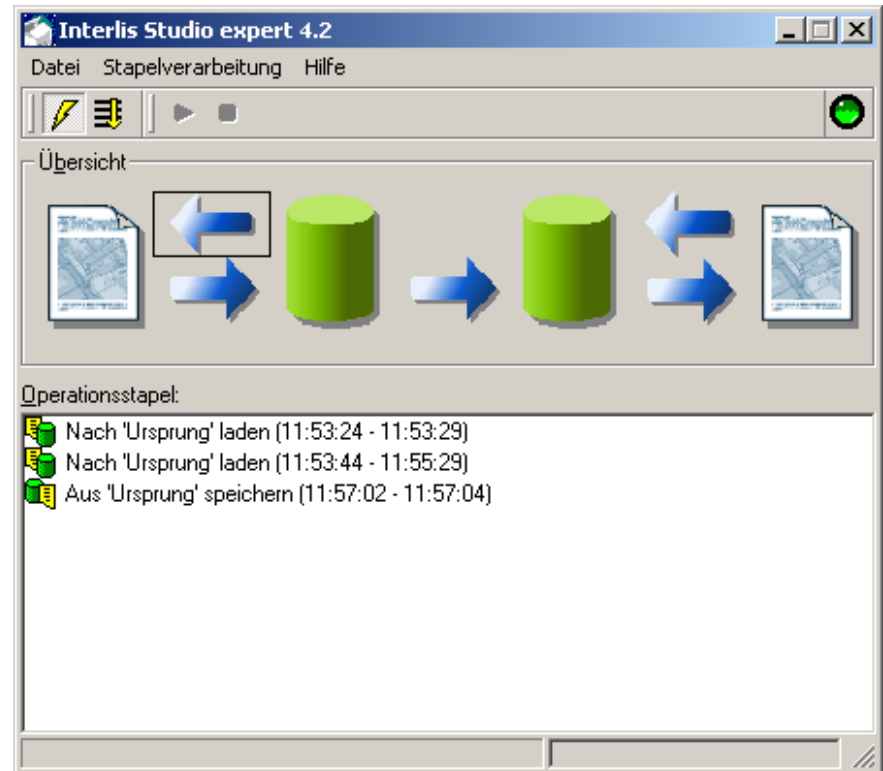 Interlis Studio expert 4.2
Datei Stapelverarbeitung Hilfe
Übersicht
Operationsstapel:
Nach 'Ursprung' laden (11:53:24 - 11:53:29)
Nach 'Ursprung' laden (11:53:44 - 11:55:29)
Aus 'Ursprung' speichern (11:57:02 - 11:57:04)